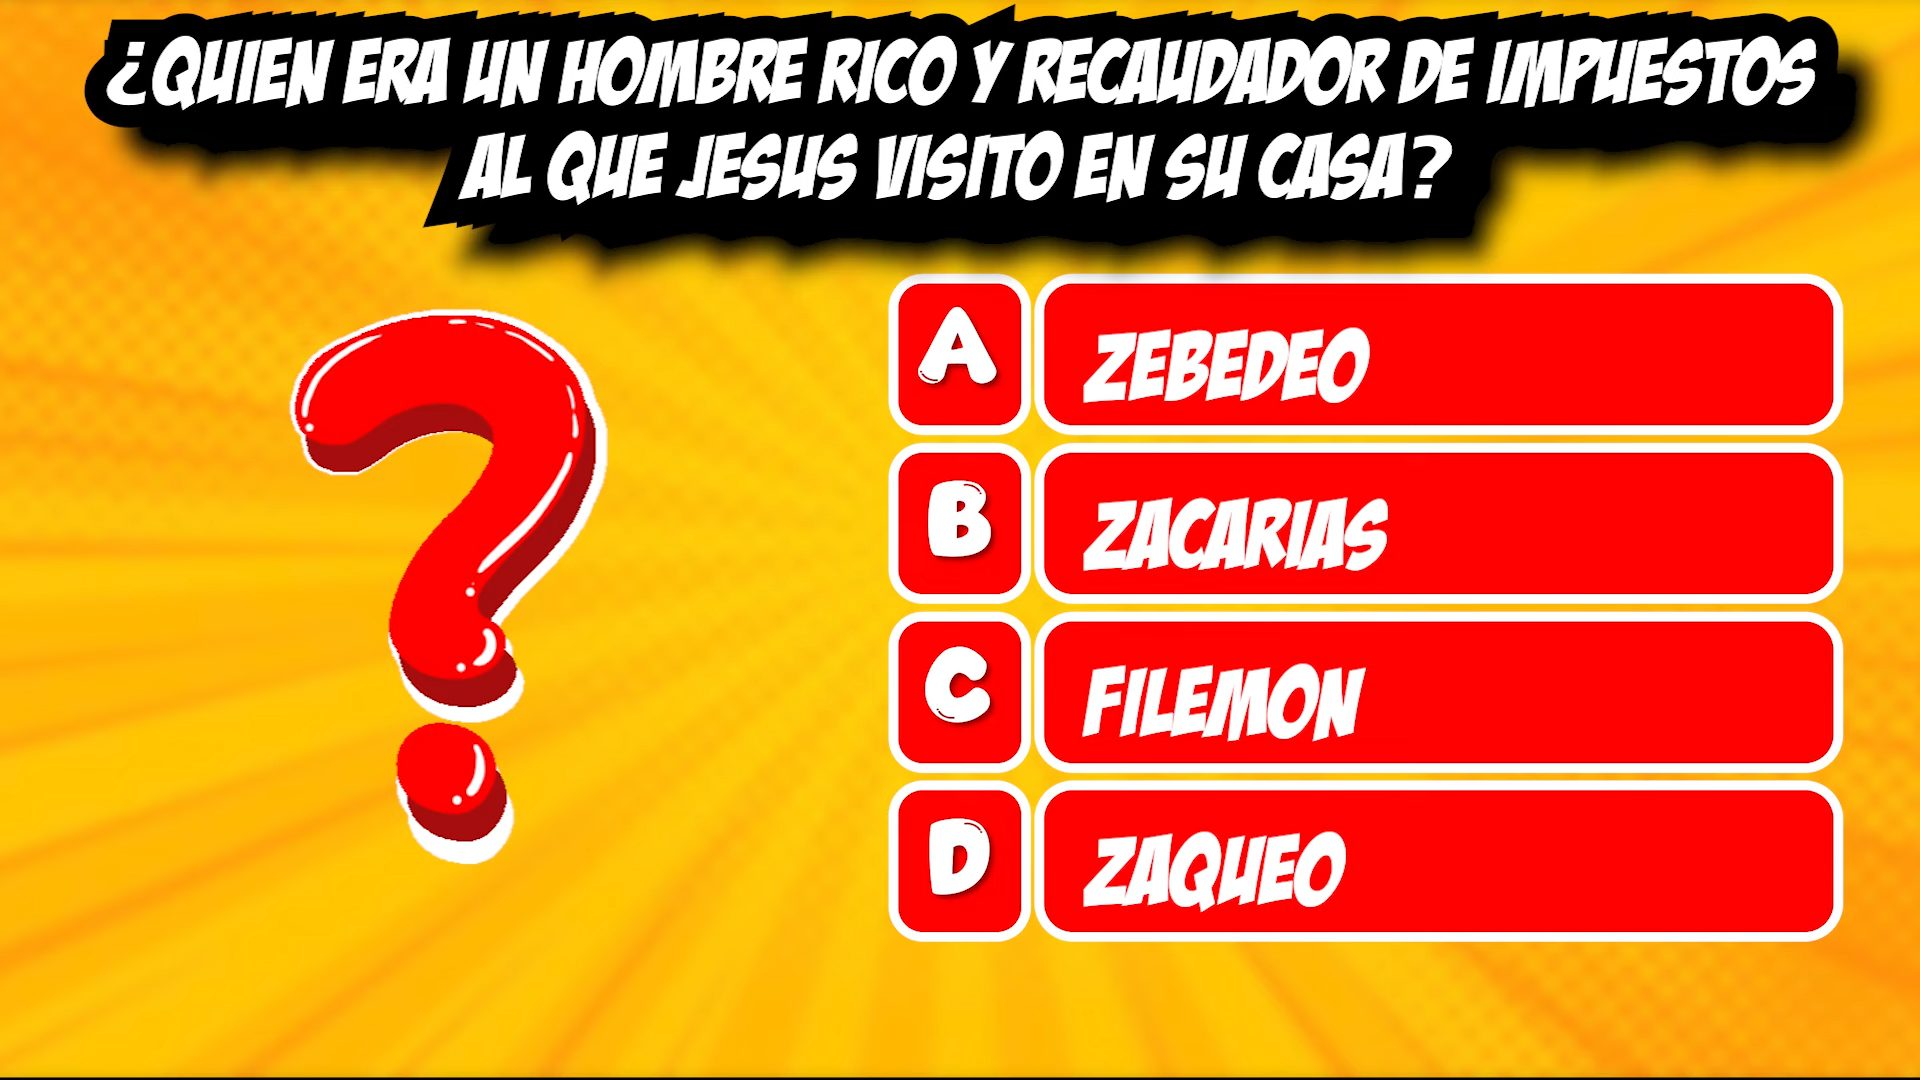 ¿QUIEN ERA UN HOMBRE RICO Y RECAUDADOR DE IMPUESTOS
AL QUE JESUS VISITO EN SU CASA?
A ZEBEDEO
B ZACARIAS
C FILEMON
D ZAQUEO